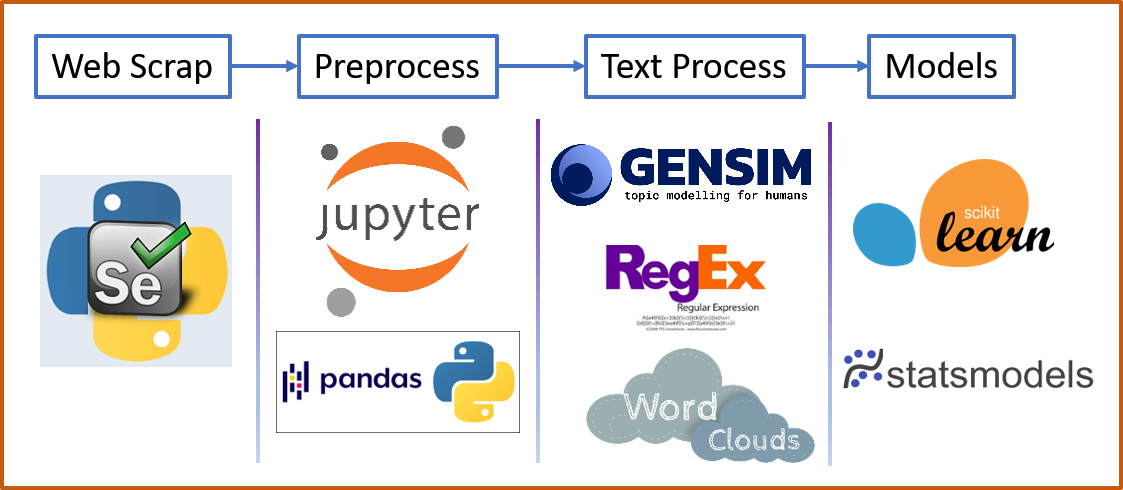 Web Scrap
Preprocess
Text Process
Models
Se
jupyter
pandas
GENSIM
topic modelling for humans
RegEx
Regular Expression
Word
Clouds
scikit
learn
statsmodels